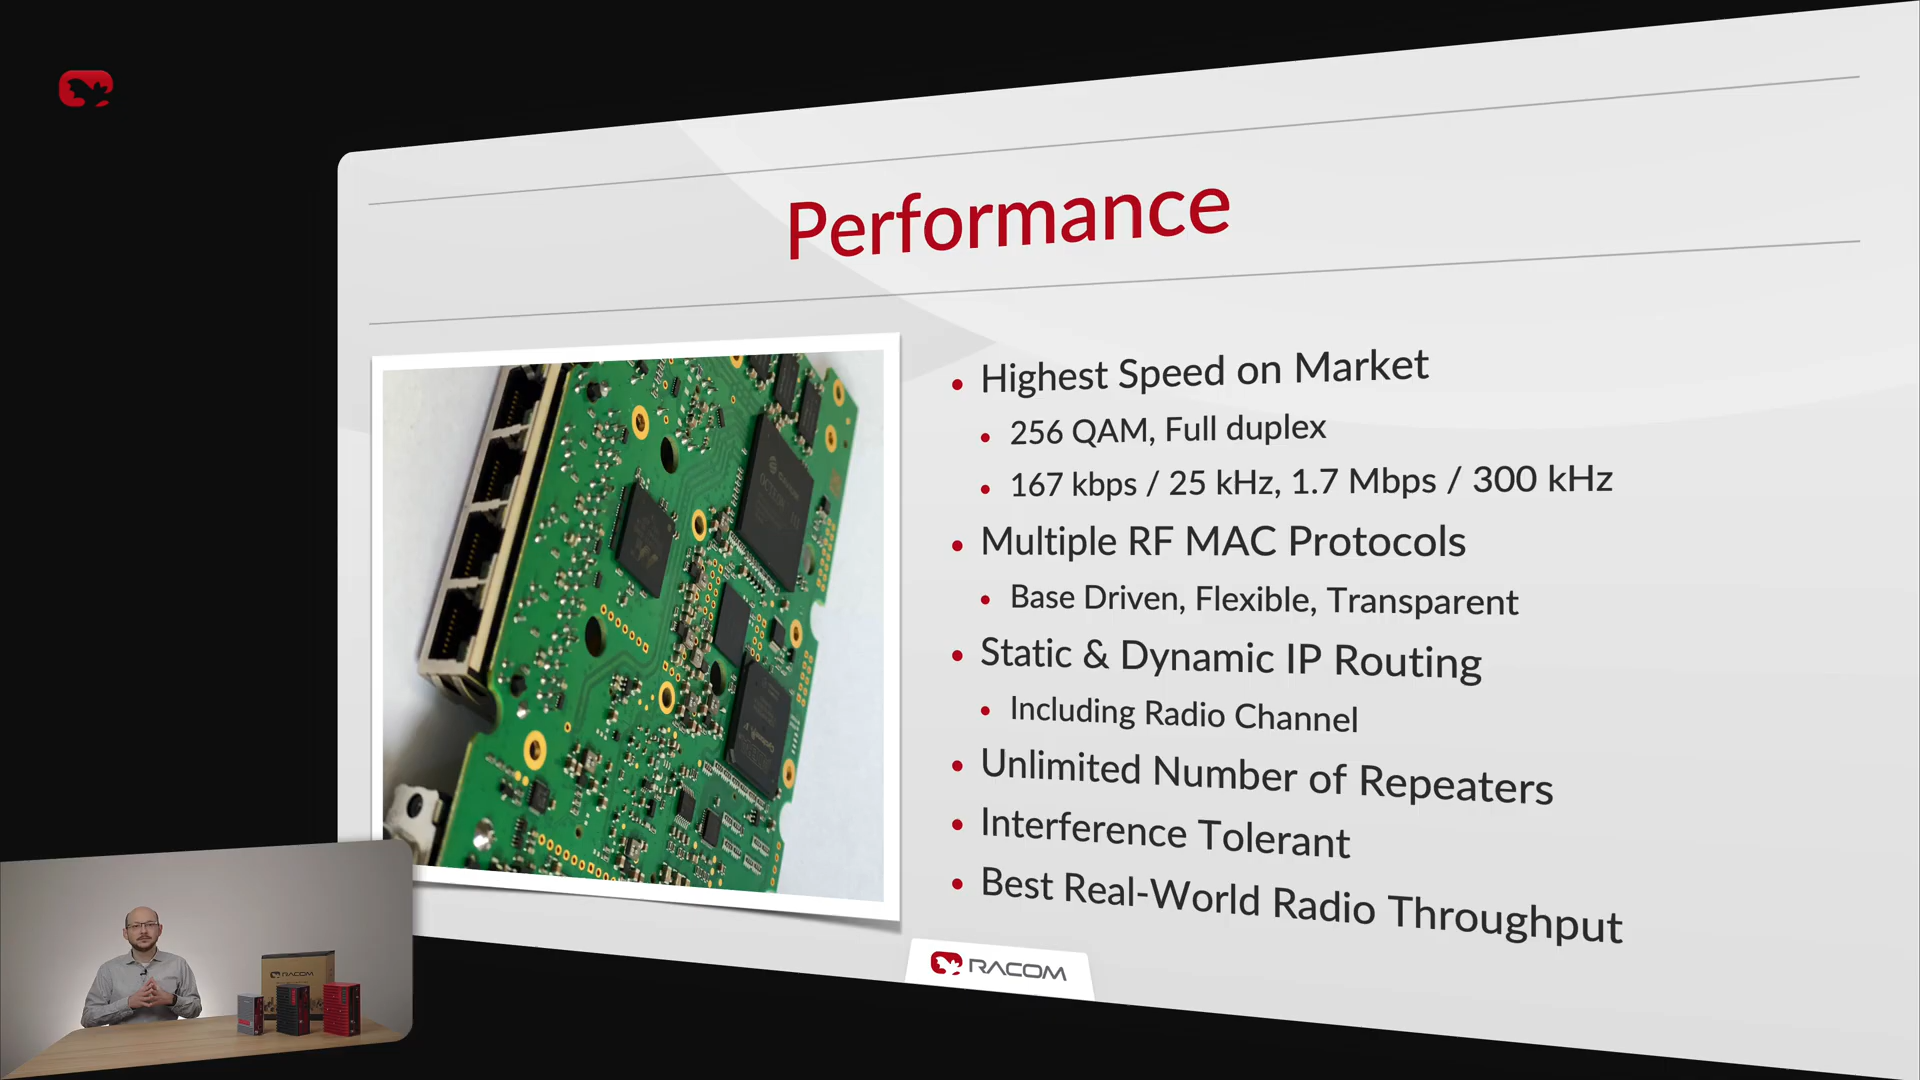 Performance
• Highest Speed on Market
• 256 QAM, Full duplex
• 167 kbps / 25 kHz, 1.7 Mbps / 300 kHz
• Multiple RF MAC Protocols
• Base Driven, Flexible, Transparent
• Static & Dynamic IP Routing
• Including Radio Channel
• Unlimited Number of Repeaters
• Interference Tolerant
• Best Real-World Radio Throughput
RACOM
RACOM